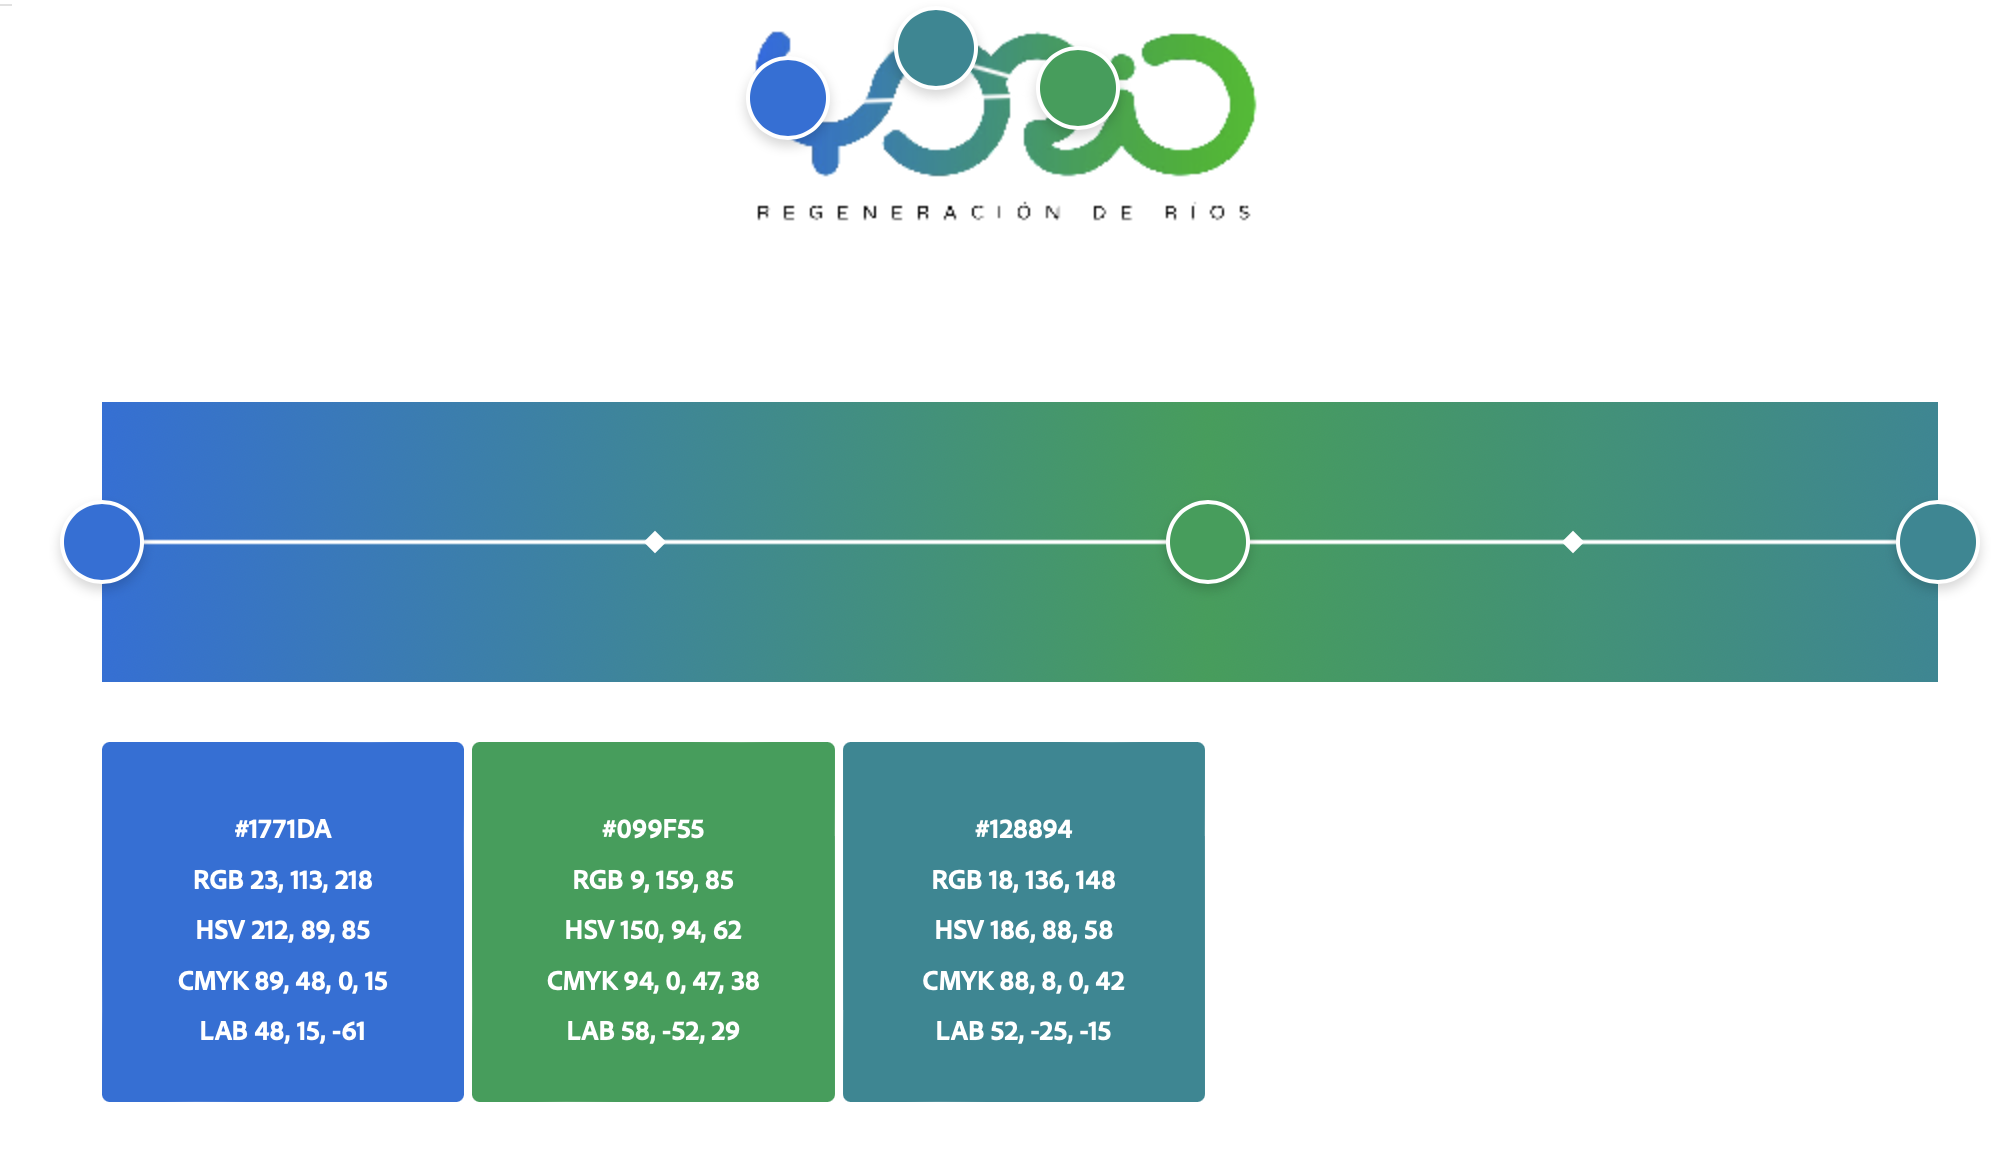 REGENERACIÓN DE RÍOS
#1771DA
RGB 23, 113, 218
HSV 212, 89, 85
CMYK 89, 48, 0, 15
LAB 48, 15, -61
#099F55
RGB 9, 159, 85
HSV 150, 94, 62
CMYK 94, 0, 47, 38
LAB 58, -52, 29
#128894
RGB 18, 136, 148
HSV 186, 88, 58
CMYK 88, 8, 0, 42
LAB 52, -25, -15